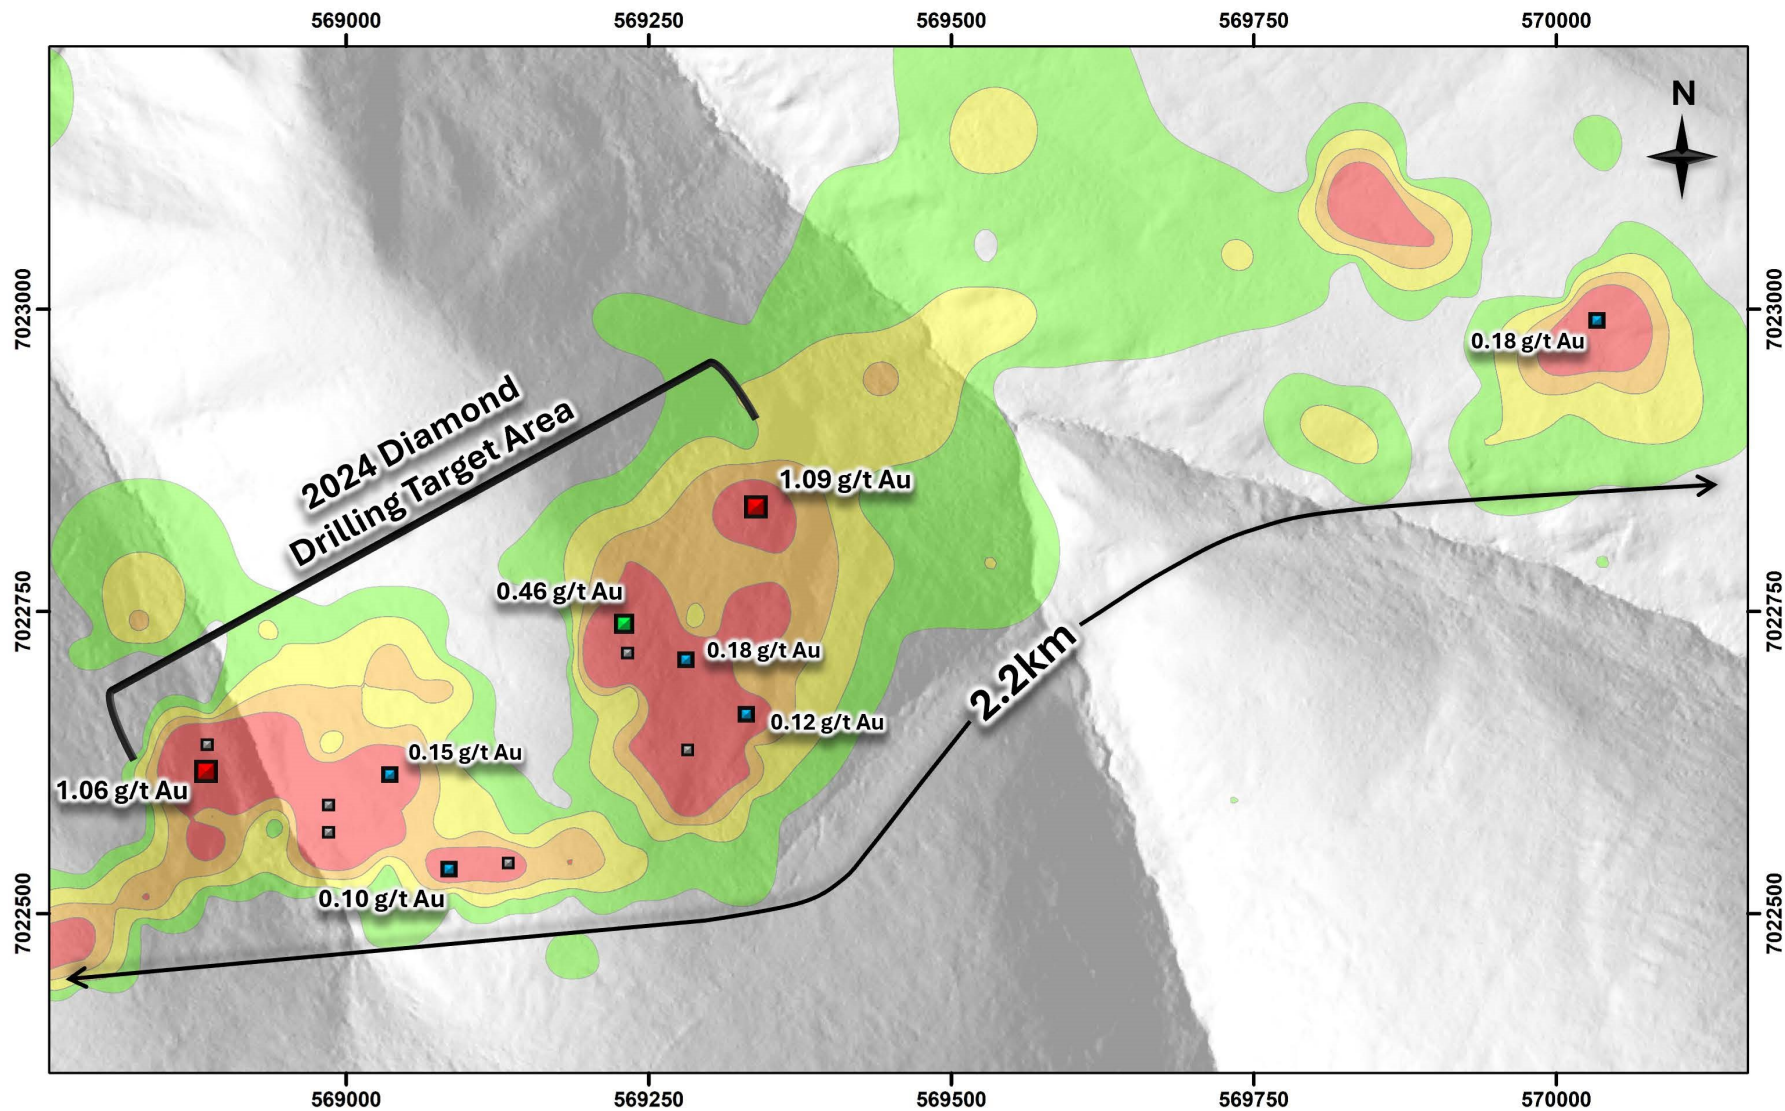 569000
569250
569500
569750
570000
N
7023000
7023000
0.18 g/t Au
2024 Diamond
Drilling Target Area
1.09 g/t Au
0.46 g/t Au
7022750
7022750
0.18 g/t Au
2.2km
0.12 g/t Au
0.15 g/t Au
1.06 g/t Au
0.10 g/t Au
7022500
7022500
569000
569250
569500
569750
570000